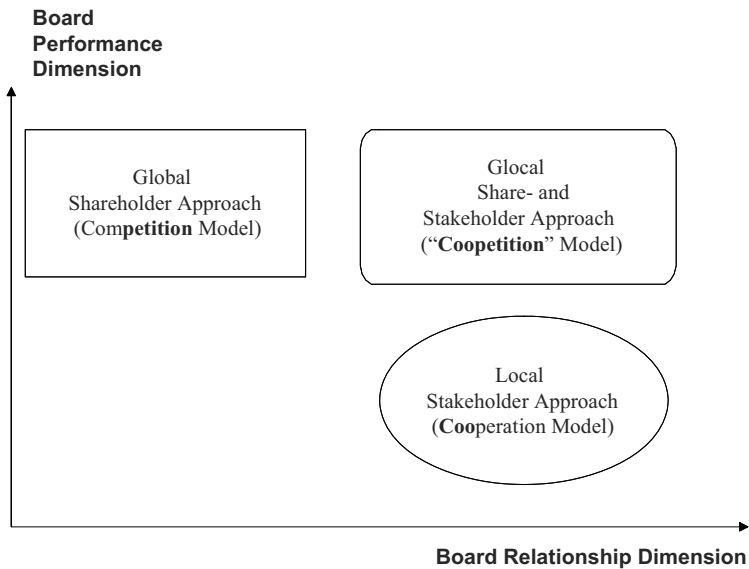 Board
Performance
Dimension
Global
Shareholder Approach
(Competition Model)
Glocal
Share- and
Stakeholder Approach
(“Coopetition” Model)
Local
Stakeholder Approach
(Cooperation Model)
Board Relationship Dimension